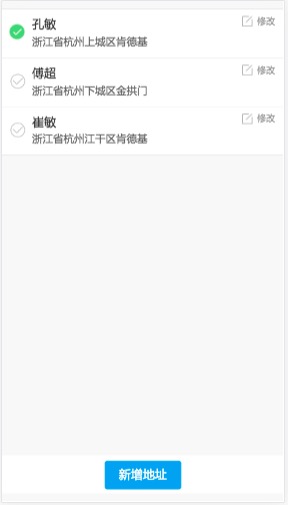 孔敏
修改
浙江省杭州上城区肯德基
傅超
修改
浙江省杭州下城区金拱门
崔敏
修改
浙江省杭州江干区肯德基
新增地址